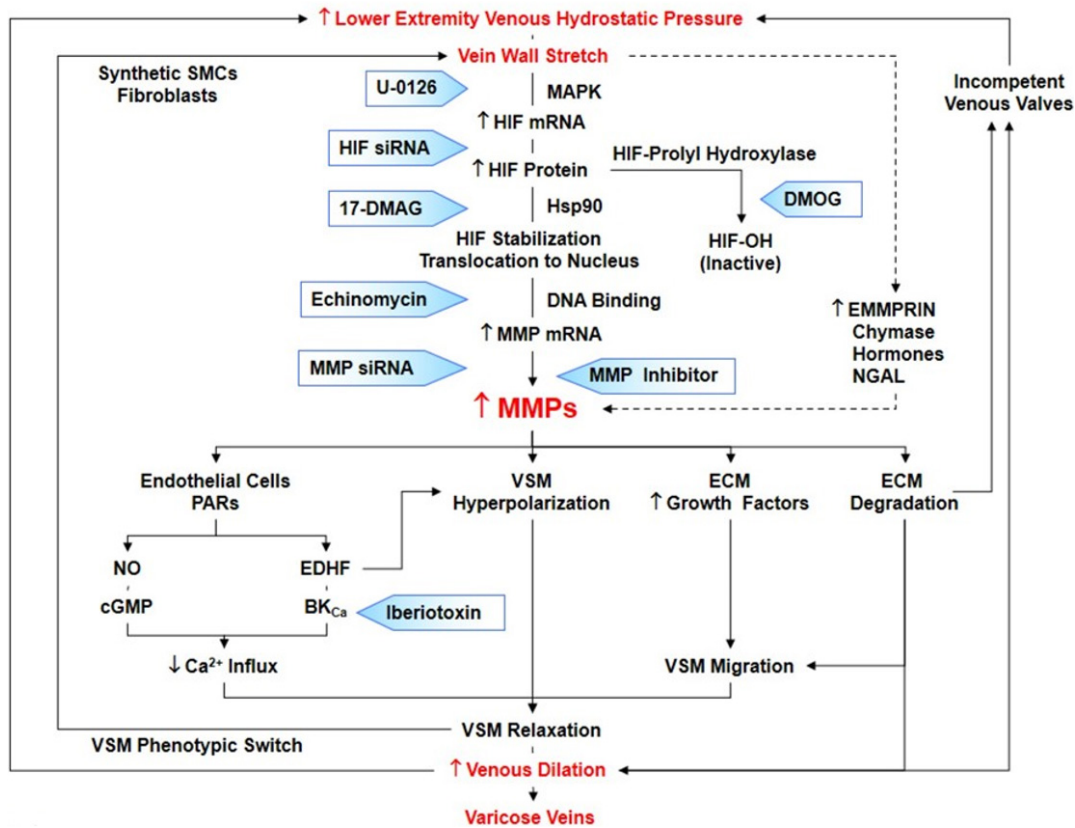 ↑ Lower Extremity Venous Hydrostatic Pressure
Vein Wall Stretch
Synthetic SMCs
Fibroblasts
Incompetent
Venous Valves
U-0126
MAPK
↑ HIF mRNA
HIF siRNA
HIF-Prolyl Hydroxylase
↑ HIF Protein
DMOG
17-DMAG
Hsp90
HIF Stabilization
Translocation to Nucleus
HIF-OH
(Inactive)
Echinomycin
DNA Binding
↑ MMP mRNA
↑ EMMPRIN
Chymase
Hormones
NGAL
MMP siRNA
MMP Inhibitor
↑ MMPs
Endothelial Cells
PARs
VSM
Hyperpolarization
ECM
↑ Growth Factors
ECM
Degradation
NO
EDHF
cGMP
BKCa
Iberiotoxin
↓ Ca²⁺ Influx
VSM Migration
VSM Relaxation
VSM Phenotypic Switch
↑ Venous Dilation
Varicose Veins